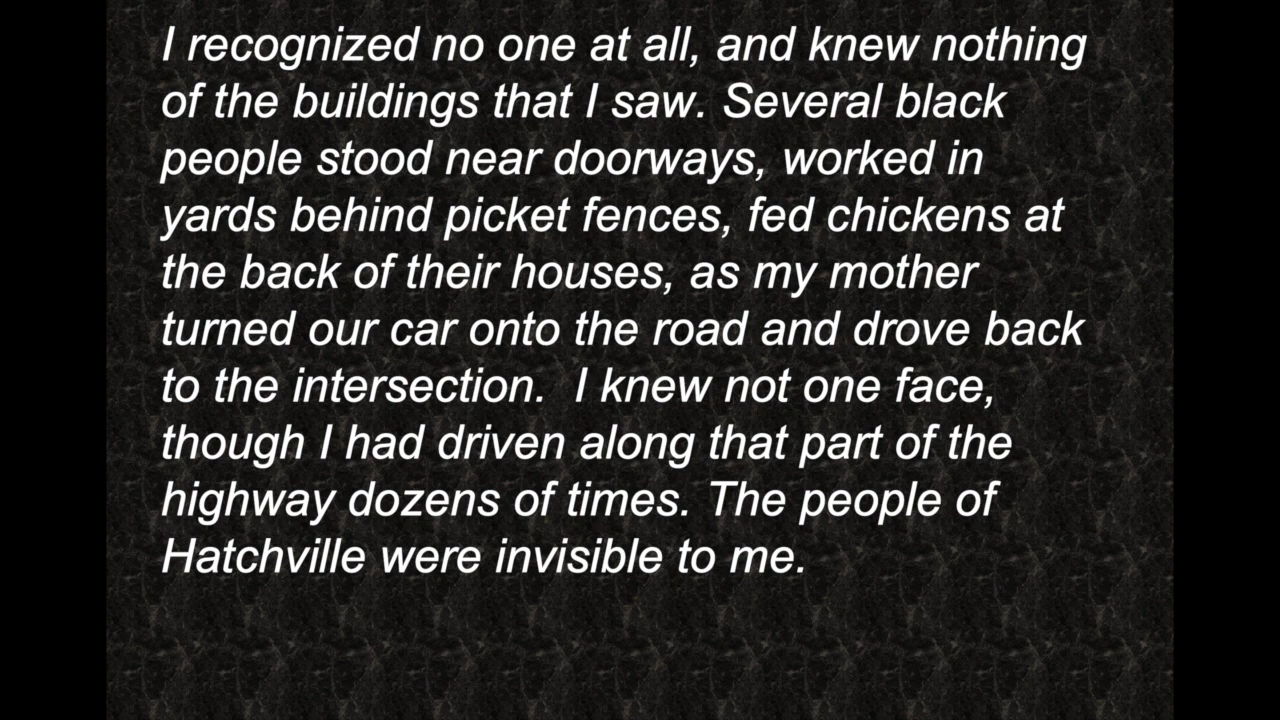 I recognized no one at all, and knew nothing
of the buildings that I saw. Several black
people stood near doorways, worked in
yards behind picket fences, fed chickens at
the back of their houses, as my mother
turned our car onto the road and drove back
to the intersection.  I knew not one face,
though I had driven along that part of the
highway dozens of times. The people of
Hatchville were invisible to me.